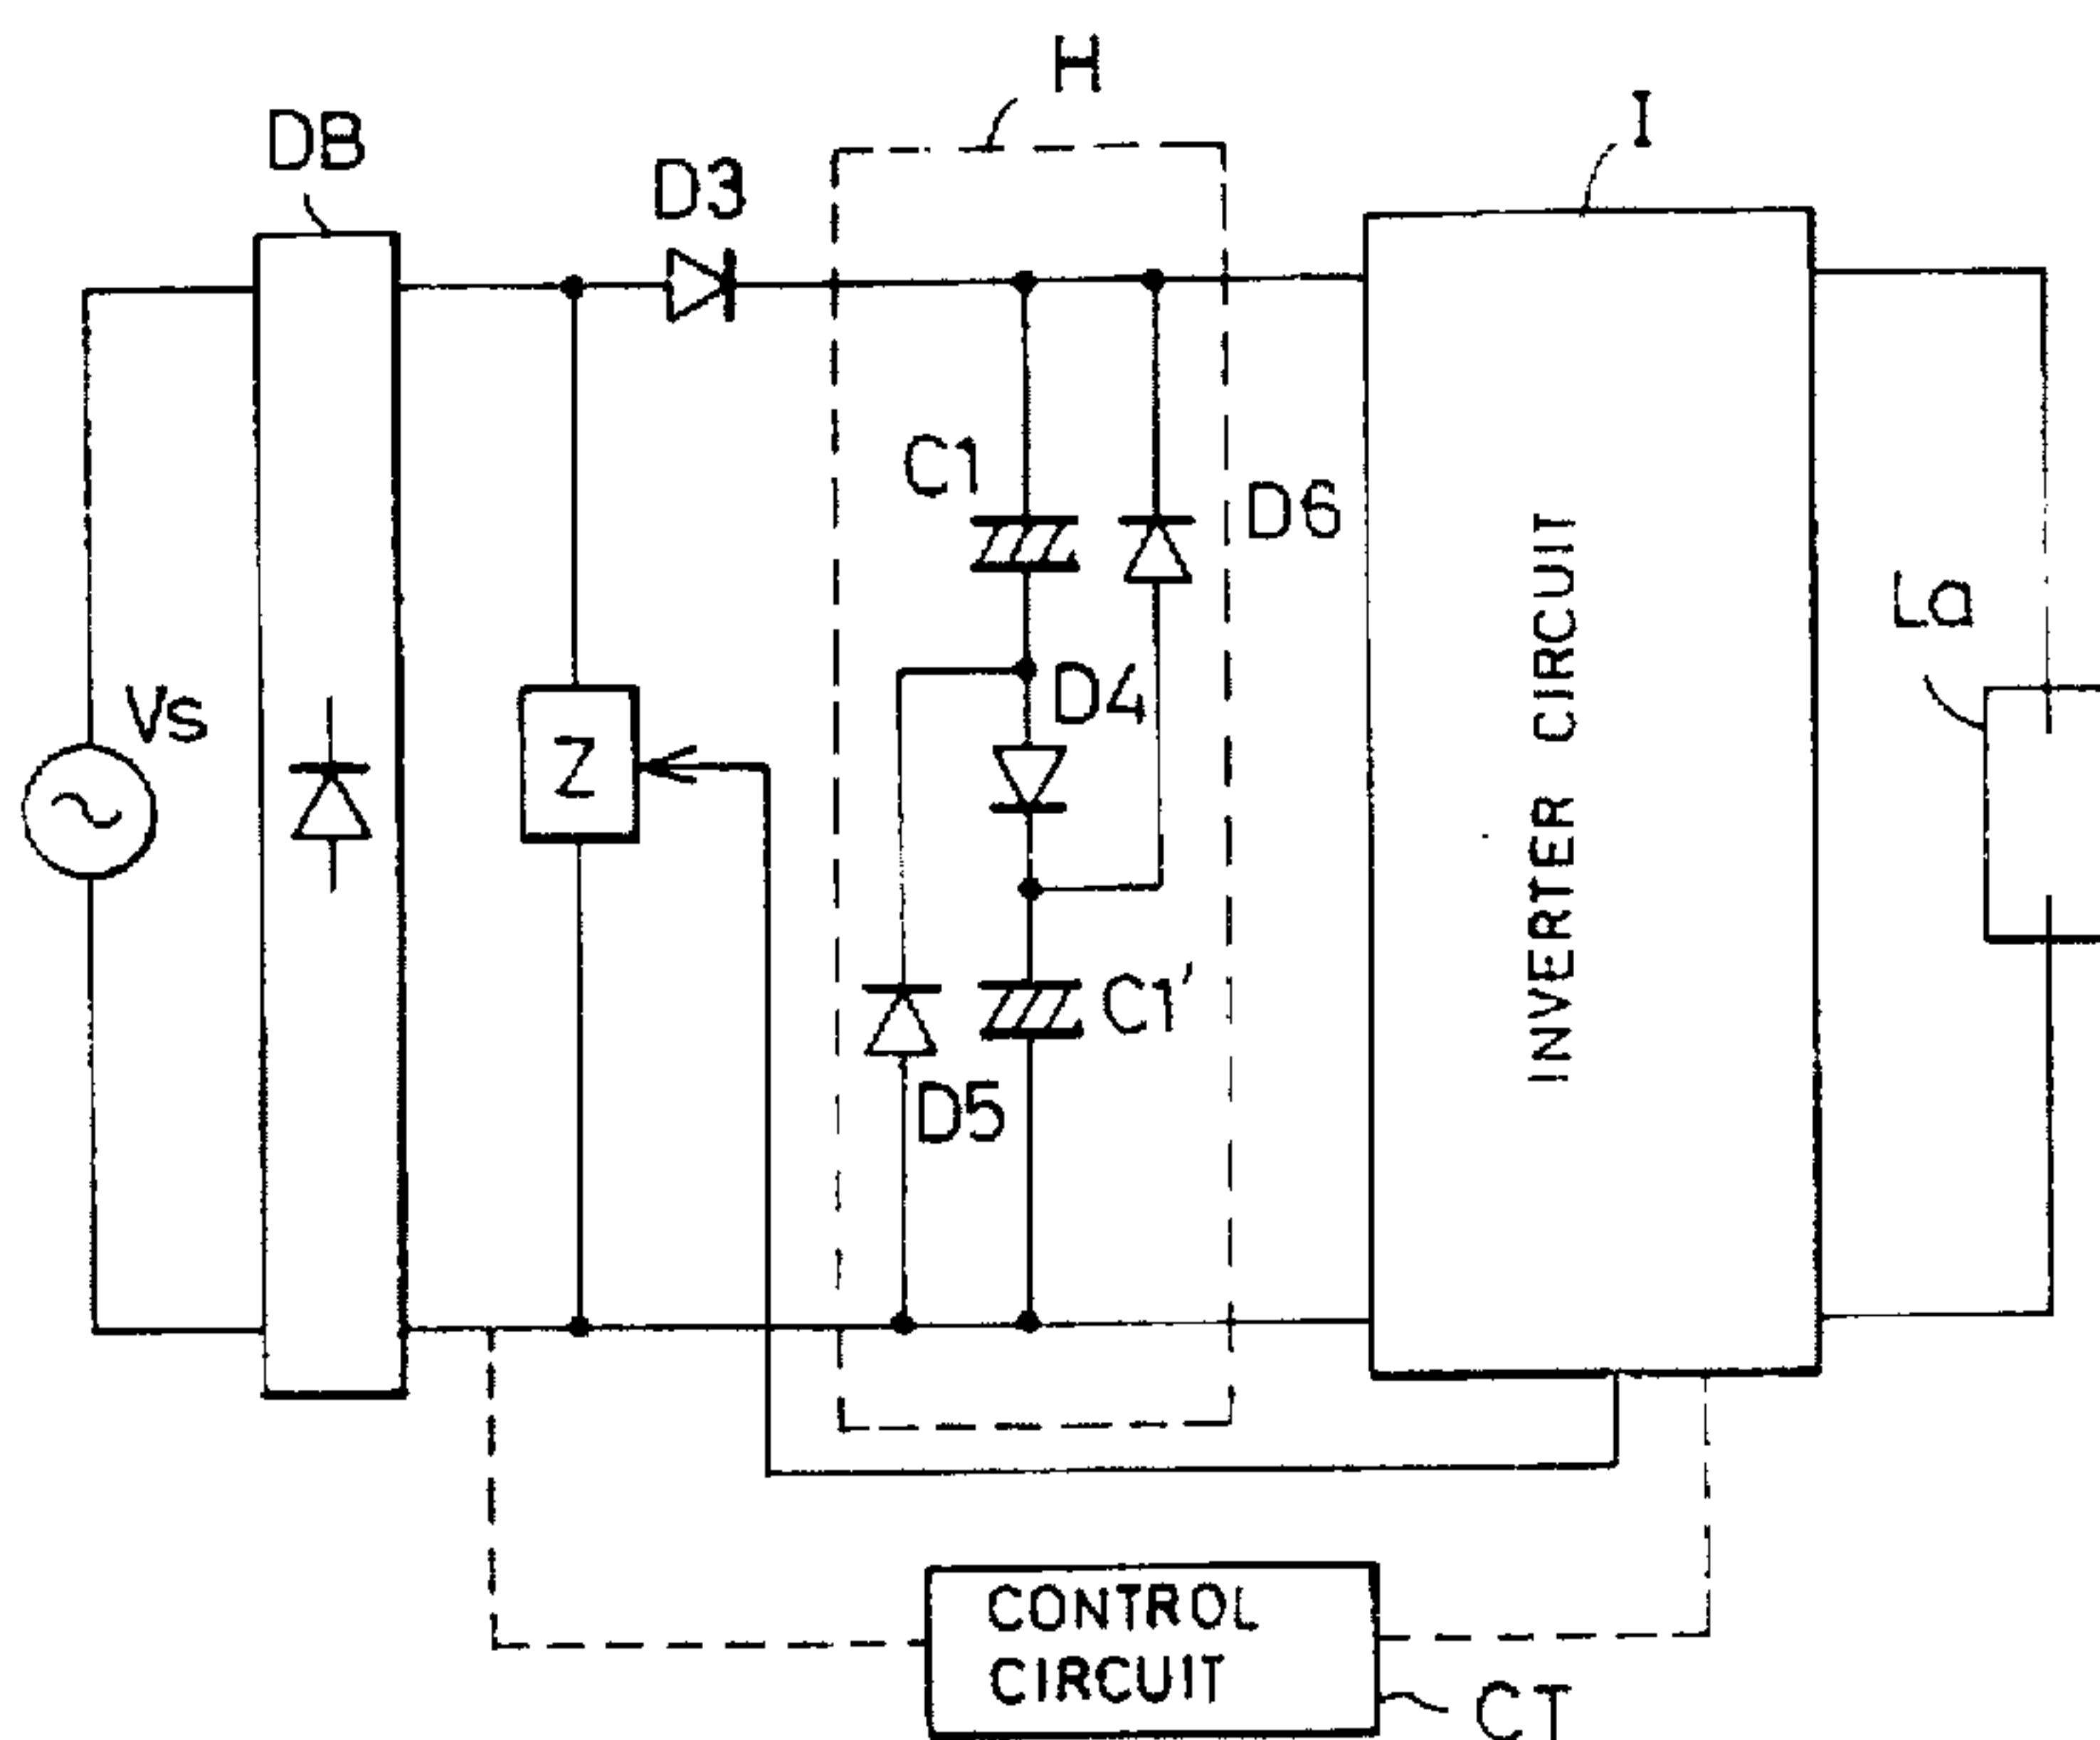 H
I
DB
D3
C1
D6
La
D4
Vs
Z
C1'
D5
INVERTER CIRCUIT
CONTROL
CIRCUIT
CT